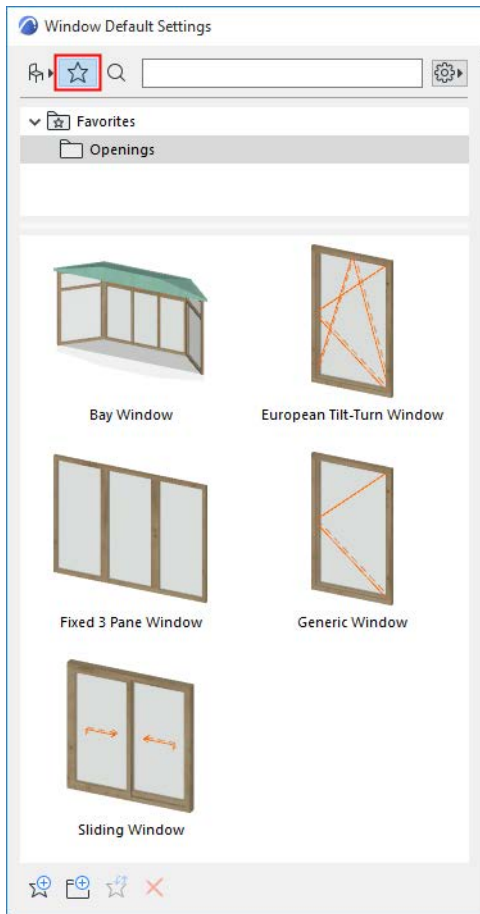 Window Default Settings
Favorites
Openings
Bay Window
European Tilt-Turn Window
Fixed 3 Pane Window
Generic Window
Sliding Window